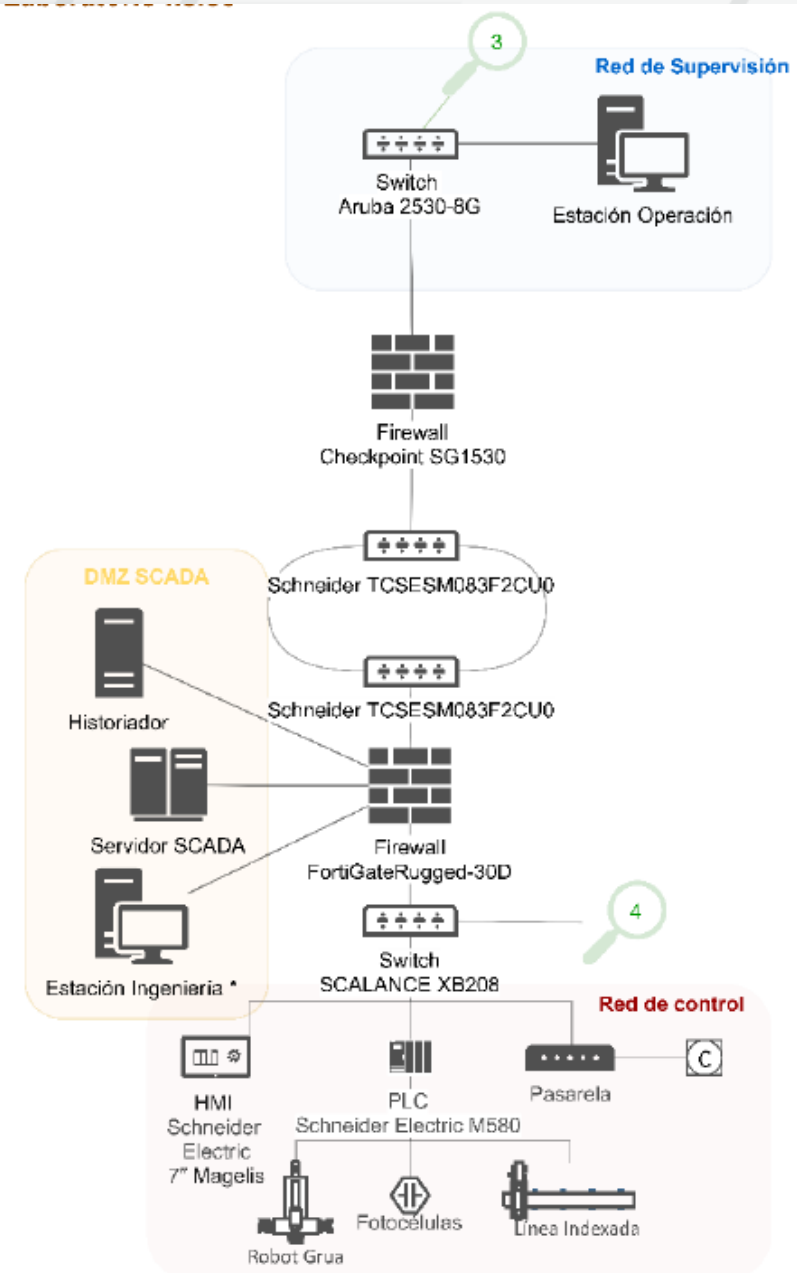 3
Red de Supervisión
Switch
Aruba 2530-8G
Estación Operación
Firewall
Checkpoint SG1530
DMZ SCADA
Schneider TCSESM083F2CU0
Historiador
Schneider TCSESM083F2CU0
Servidor SCADA
Firewall
FortiGateRugged-30D
4
Estación Ingenieria *
Switch
SCALANCE XB208
Red de control
C
HMI
Schneider
Electric
7" Magelis
PLC
Schneider Electric M580
Pasarela
Robot Grua
Fotocélulas
Línea Indexada